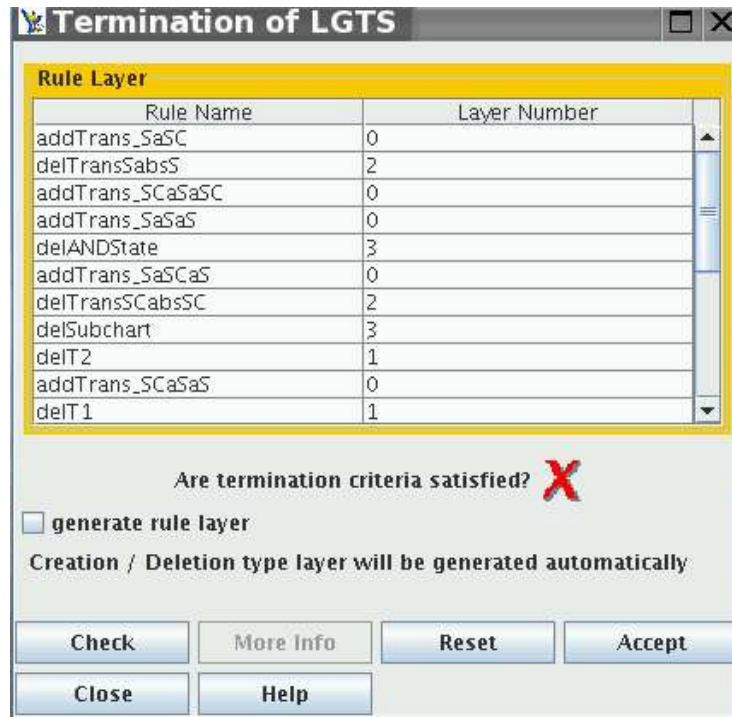 Termination of LGTS
Rule Layer
Rule Name Layer Number
addTrans_SaSC 0
delTransSabsS 2
addTrans_SCaSaSC 0
addTrans_SaSaS 0
delANDState 3
addTrans_SaSCaS 0
delTransSCabsSC 2
delSubchart 3
delT2 1
addTrans_SCaSaS 0
delT1 1
Are termination criteria satisfied? X
generate rule layer
Creation / Deletion type layer will be generated automatically
Check More Info Reset Accept
Close Help